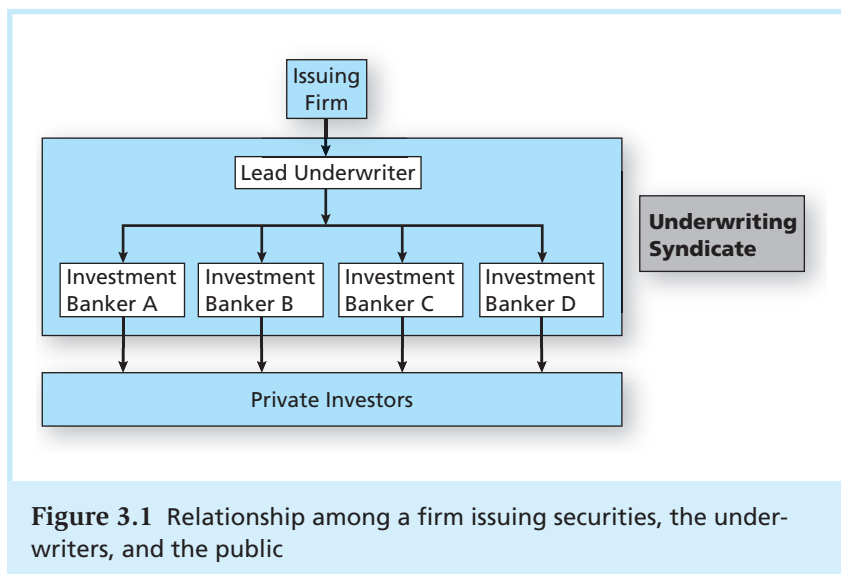 Issuing
Firm
Lead Underwriter
Underwriting
Syndicate
Investment
Banker A
Investment
Banker B
Investment
Banker C
Investment
Banker D
Private Investors
Figure 3.1 Relationship among a firm issuing securities, the under-
writers, and the public